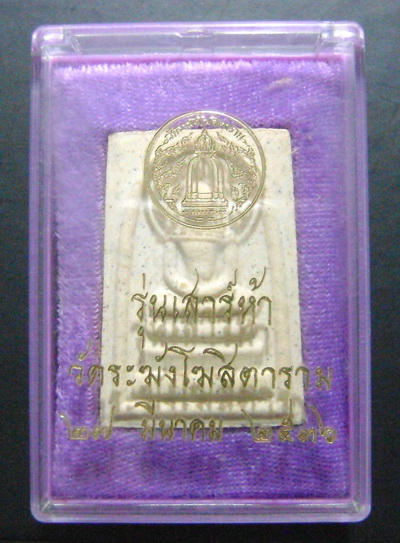 รุ่นเสาร์ห้า
วัดระฆังโฆสิตาราม
๒๗ มีนาคม ๒๕๓๖